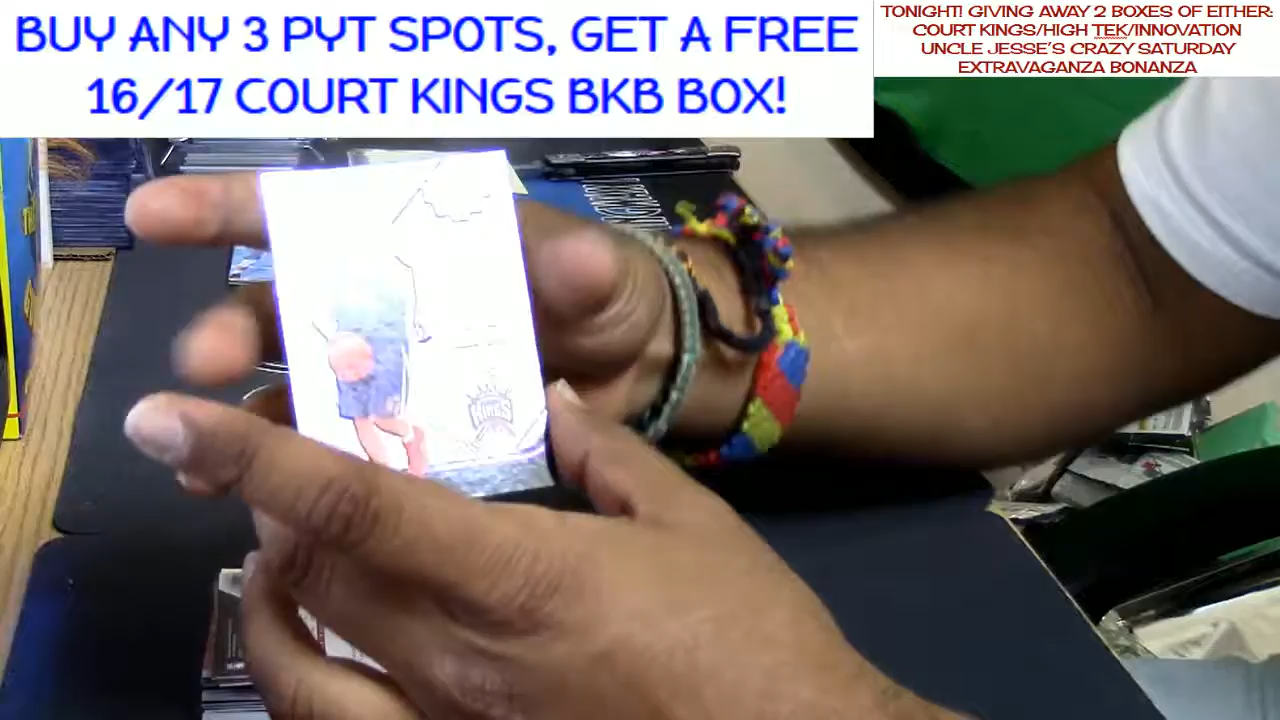 BUY ANY 3 PYT SPOTS, GET A FREE
16/17 COURT KINGS BKB BOX!
TONIGHT! GIVING AWAY 2 BOXES OF EITHER:
COURT KINGS/HIGH TEK/INNOVATION
UNCLE JESSE'S CRAZY SATURDAY
EXTRAVAGANZA BONANZA
KINGS